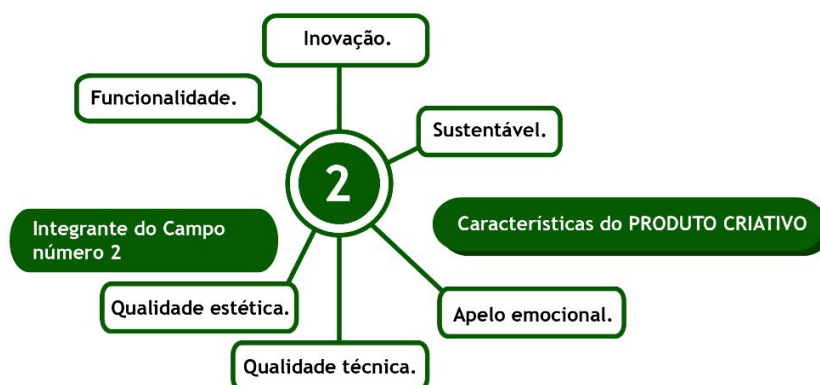 Inovação.
Funcionalidade.
Sustentável.
2
Integrante do Campo
número 2
Características do PRODUTO CRIATIVO
Qualidade estética.
Apelo emocional.
Qualidade técnica.